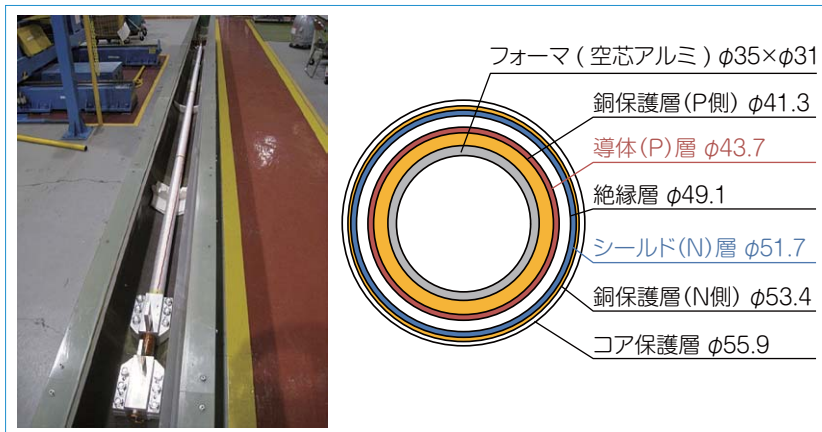 フォーマ ( 空芯アルミ ) φ35×φ31
銅保護層(P側) φ41.3
導体(P)層 φ43.7
絶縁層 φ49.1
シールド(N)層 φ51.7
銅保護層(N側) φ53.4
コア保護層 φ55.9